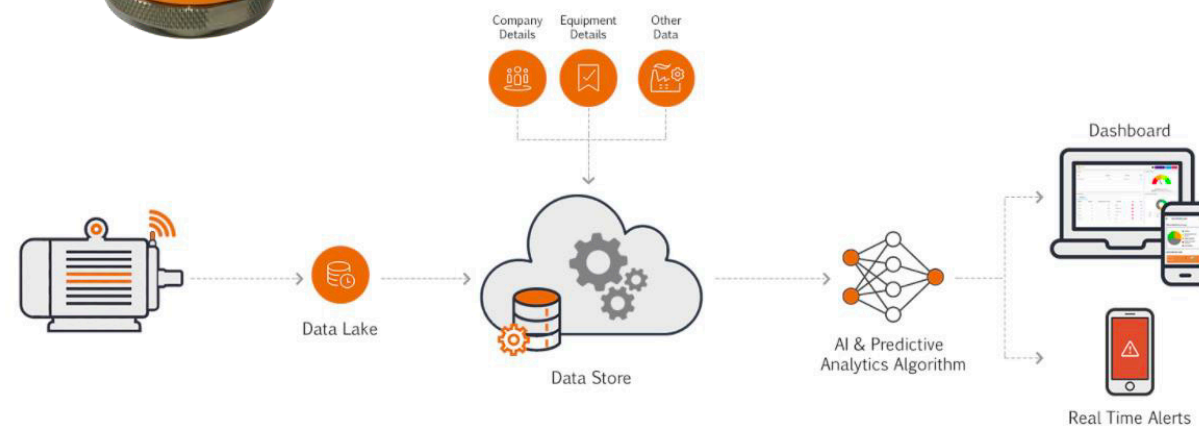 Company Equipment Other
Details Details Data
Dashboard
Data Lake
Data Store
AI & Predictive
Analytics Algorithm
Real Time Alerts